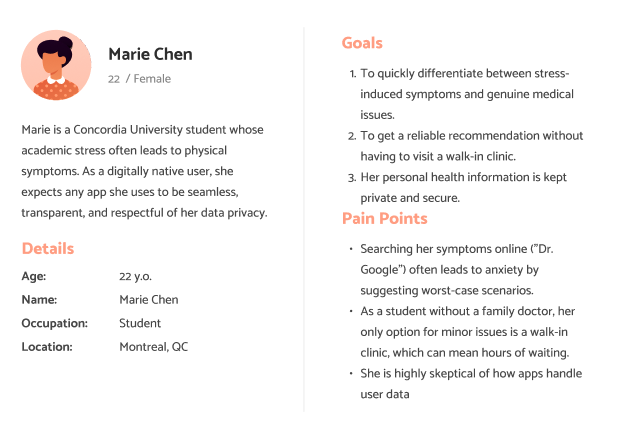 Marie Chen
22 / Female
Marie is a Concordia University student whose
academic stress often leads to physical
symptoms. As a digitally native user, she
expects any app she uses to be seamless,
transparent, and respectful of her data privacy.
Details
Age: 22 y.o.
Name: Marie Chen
Occupation: Student
Location: Montreal, QC
Goals
1. To quickly differentiate between stress-
induced symptoms and genuine medical
issues.
2. To get a reliable recommendation without
having to visit a walk-in clinic.
3. Her personal health information is kept
private and secure.
Pain Points
• Searching her symptoms online ("Dr.
Google") often leads to anxiety by
suggesting worst-case scenarios.
• As a student without a family doctor, her
only option for minor issues is a walk-in
clinic, which can mean hours of waiting.
• She is highly skeptical of how apps handle
user data